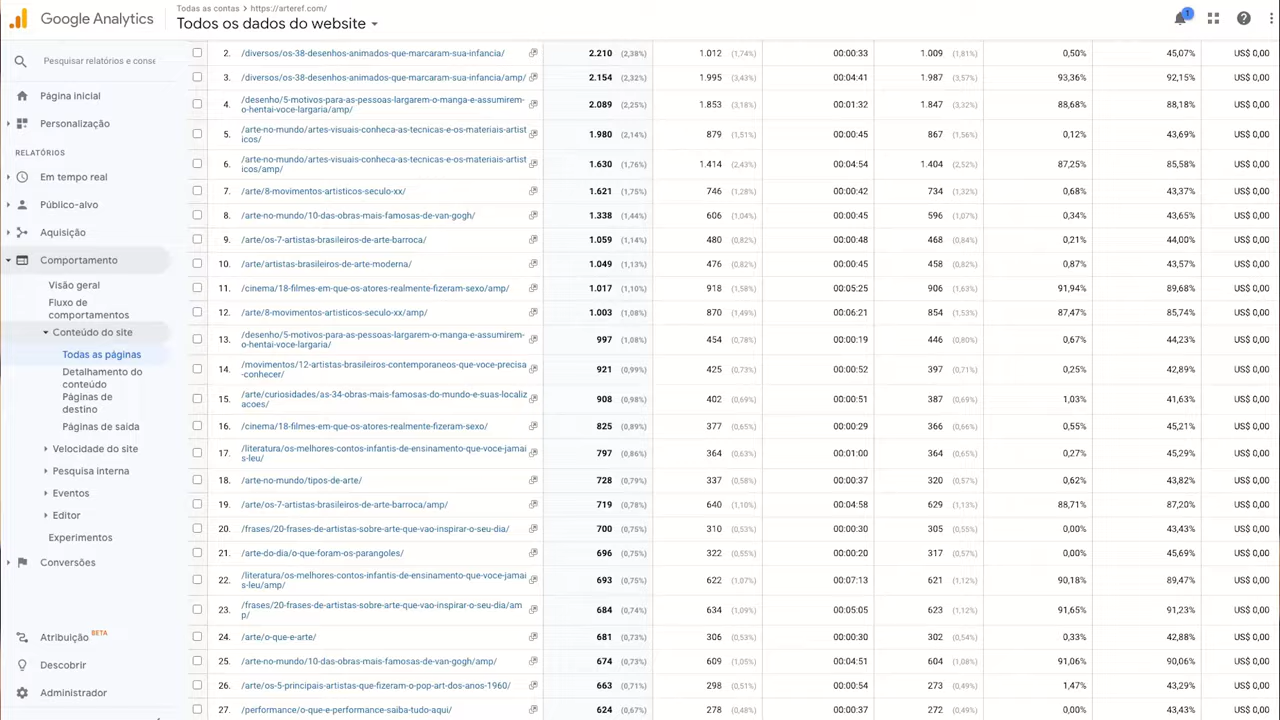 Google Analytics
Todas as contas > https://arteref.com/
Todos os dados do website
1
Pesquisar relatórios e conse
Página inicial
Personalização
RELATÓRIOS
Em tempo real
Público-alvo
Aquisição
Comportamento
Visão geral
Fluxo de
comportamentos
Conteúdo do site
Todas as páginas
Detalhamento do
conteúdo
Páginas de
destino
Páginas de saída
Velocidade do site
Pesquisa interna
Eventos
Editor
Experimentos
Conversões
Atribuição BETA
Descobrir
Administrador
2. /diversos/os-38-desenhos-animados-que-marcaram-sua-infancia/ 2.210 (2,38%) 1.012 (1,74%) 00:00:33 1.009 (1,81%) 0,50% 45,07% US$ 0,00
3. /diversos/os-38-desenhos-animados-que-marcaram-sua-infancia/amp/ 2.154 (2,32%) 1.995 (3,43%) 00:04:41 1.987 (3,57%) 93,36% 92,15% US$ 0,00
4. /desenho/5-motivos-para-as-pessoas-largarem-o-manga-e-assumirem-
o-hentai-voce-largaria/amp/ 2.089 (2,25%) 1.853 (3,18%) 00:01:32 1.847 (3,32%) 88,68% 88,18% US$ 0,00
5. /arte-no-mundo/artes-visuais-conheca-as-tecnicas-e-os-materiais-artist
icos/ 1.980 (2,14%) 879 (1,51%) 00:00:45 867 (1,56%) 0,12% 43,69% US$ 0,00
6. /arte-no-mundo/artes-visuais-conheca-as-tecnicas-e-os-materiais-artist
icos/amp/ 1.630 (1,76%) 1.414 (2,43%) 00:04:54 1.404 (2,52%) 87,25% 85,58% US$ 0,00
7. /arte/8-movimentos-artisticos-seculo-xx/ 1.621 (1,75%) 746 (1,28%) 00:00:42 734 (1,32%) 0,68% 43,37% US$ 0,00
8. /arte-no-mundo/10-das-obras-mais-famosas-de-van-gogh/ 1.338 (1,44%) 606 (1,04%) 00:00:45 596 (1,07%) 0,34% 43,65% US$ 0,00
9. /arte/os-7-artistas-brasileiros-de-arte-barroca/ 1.059 (1,14%) 480 (0,82%) 00:00:48 468 (0,84%) 0,21% 44,00% US$ 0,00
10. /arte/artistas-brasileiros-de-arte-moderna/ 1.049 (1,13%) 476 (0,82%) 00:00:45 458 (0,82%) 0,87% 43,57% US$ 0,00
11. /cinema/18-filmes-em-que-os-atores-realmente-fizeram-sexo/amp/ 1.017 (1,10%) 918 (1,58%) 00:05:25 906 (1,63%) 91,94% 89,68% US$ 0,00
12. /arte/8-movimentos-artisticos-seculo-xx/amp/ 1.003 (1,08%) 870 (1,49%) 00:06:21 854 (1,53%) 87,47% 85,74% US$ 0,00
13. /desenho/5-motivos-para-as-pessoas-largarem-o-manga-e-assumirem-
o-hentai-voce-largaria/ 997 (1,08%) 454 (0,78%) 00:00:19 446 (0,80%) 0,67% 44,23% US$ 0,00
14. /movimentos/12-artistas-brasileiros-contemporaneos-que-voce-precisa
-conhecer/ 921 (0,99%) 425 (0,73%) 00:00:52 397 (0,71%) 0,25% 42,89% US$ 0,00
15. /arte/curiosidades/as-34-obras-mais-famosas-do-mundo-e-suas-localiz
acoes/ 908 (0,98%) 402 (0,69%) 00:00:51 387 (0,69%) 1,03% 41,63% US$ 0,00
16. /cinema/18-filmes-em-que-os-atores-realmente-fizeram-sexo/ 825 (0,89%) 377 (0,65%) 00:00:29 366 (0,66%) 0,55% 45,21% US$ 0,00
17. /literatura/os-melhores-contos-infantis-de-ensinamento-que-voce-jamai
s-leu/ 797 (0,86%) 364 (0,63%) 00:01:00 364 (0,65%) 0,27% 45,29% US$ 0,00
18. /arte-no-mundo/tipos-de-arte/ 728 (0,79%) 337 (0,58%) 00:00:37 320 (0,57%) 0,62% 43,82% US$ 0,00
19. /arte/os-7-artistas-brasileiros-de-arte-barroca/amp/ 719 (0,78%) 640 (1,10%) 00:04:58 629 (1,13%) 88,71% 87,20% US$ 0,00
20. /frases/20-frases-de-artistas-sobre-arte-que-vao-inspirar-o-seu-dia/ 700 (0,75%) 310 (0,53%) 00:00:30 305 (0,55%) 0,00% 43,43% US$ 0,00
21. /arte-do-dia/o-que-foram-os-parangoles/ 696 (0,75%) 322 (0,55%) 00:00:20 317 (0,57%) 0,00% 45,69% US$ 0,00
22. /literatura/os-melhores-contos-infantis-de-ensinamento-que-voce-jamai
s-leu/amp/ 693 (0,75%) 622 (1,07%) 00:07:13 621 (1,12%) 90,18% 89,47% US$ 0,00
23. /frases/20-frases-de-artistas-sobre-arte-que-vao-inspirar-o-seu-dia/am
p/ 684 (0,74%) 634 (1,09%) 00:05:05 623 (1,12%) 91,65% 91,23% US$ 0,00
24. /arte/o-que-e-arte/ 681 (0,73%) 306 (0,53%) 00:00:30 302 (0,54%) 0,33% 42,88% US$ 0,00
25. /arte-no-mundo/10-das-obras-mais-famosas-de-van-gogh/amp/ 674 (0,73%) 609 (1,05%) 00:04:51 604 (1,08%) 91,06% 90,06% US$ 0,00
26. /arte/os-5-principais-artistas-que-fizeram-o-pop-art-dos-anos-1960/ 663 (0,71%) 298 (0,51%) 00:00:54 273 (0,49%) 1,47% 43,29% US$ 0,00
27. /performance/o-que-e-performance-saiba-tudo-aqui/ 624 (0,67%) 278 (0,48%) 00:00:37 272 (0,49%) 0,00% 43,43% US$ 0,00